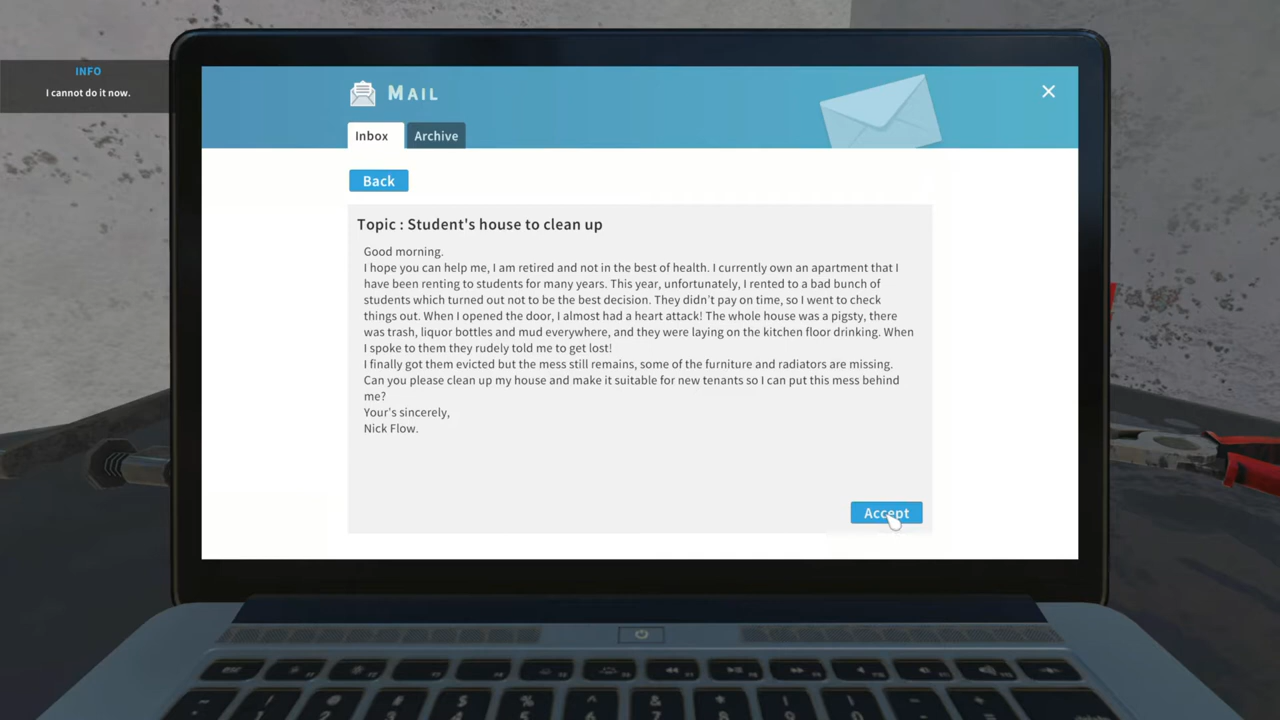 INFO
I cannot do it now.
MAIL
Inbox
Archive
Back
Topic : Student's house to clean up
Good morning.
I hope you can help me, I am retired and not in the best of health. I currently own an apartment that I
have been renting to students for many years. This year, unfortunately, I rented to a bad bunch of
students which turned out not to be the best decision. They didn't pay on time, so I went to check
things out. When I opened the door, I almost had a heart attack! The whole house was a pigsty, there
was trash, liquor bottles and mud everywhere, and they were laying on the kitchen floor drinking. When
I spoke to them they rudely told me to get lost!
I finally got them evicted but the mess still remains, some of the furniture and radiators are missing.
Can you please clean up my house and make it suitable for new tenants so I can put this mess behind
me?
Your's sincerely,
Nick Flow.
Accept